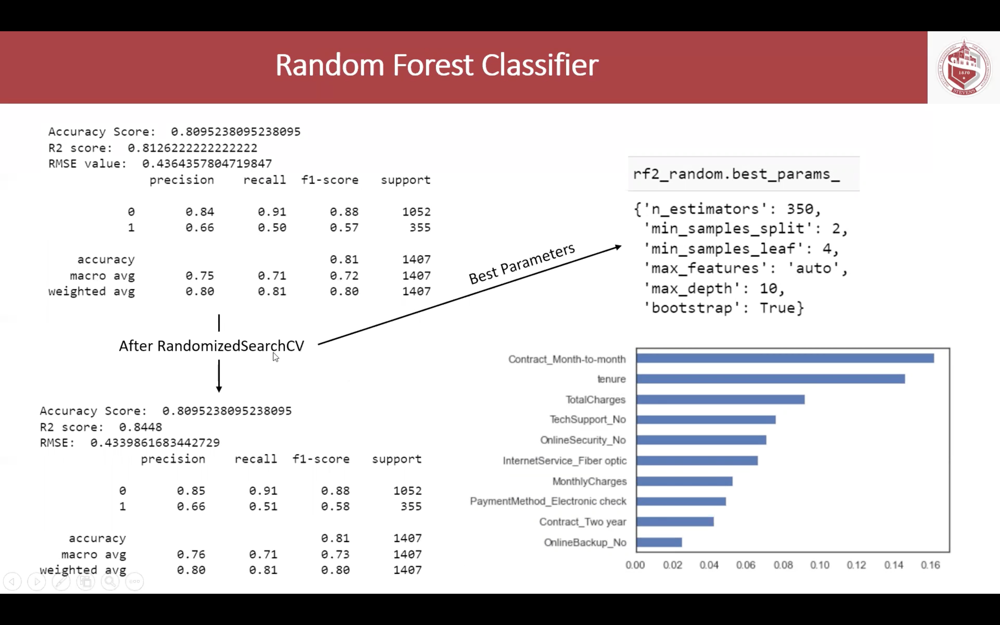 Random Forest Classifier
INSTITUTE OF TECHNOLOGY
THE INNOVATION UNIVERSITY
1870
STEVENS
Accuracy Score:  0.8095238095238095
R2 score:  0.8126222222222222
RMSE value:  0.4364357804719847
precision recall f1-score support
0 0.84 0.91 0.88 1052
1 0.66 0.50 0.57 355
accuracy 0.81 1407
macro avg 0.75 0.71 0.72 1407
weighted avg 0.80 0.81 0.80 1407
After RandomizedSearchCV
Best Parameters
rf2_random.best_params_
{'n_estimators': 350,
'min_samples_split': 2,
'min_samples_leaf': 4,
'max_features': 'auto',
'max_depth': 10,
'bootstrap': True}
Accuracy Score:  0.8095238095238095
R2 score:  0.8448
RMSE:  0.4339861683442729
precision recall f1-score support
0 0.85 0.91 0.88 1052
1 0.66 0.51 0.58 355
accuracy 0.81 1407
macro avg 0.76 0.71 0.73 1407
weighted avg 0.80 0.81 0.80 1407
Contract_Month-to-month
tenure
TotalCharges
TechSupport_No
OnlineSecurity_No
InternetService_Fiber optic
MonthlyCharges
PaymentMethod_Electronic check
Contract_Two year
OnlineBackup_No
0.00 0.02 0.04 0.06 0.08 0.10 0.12 0.14 0.16